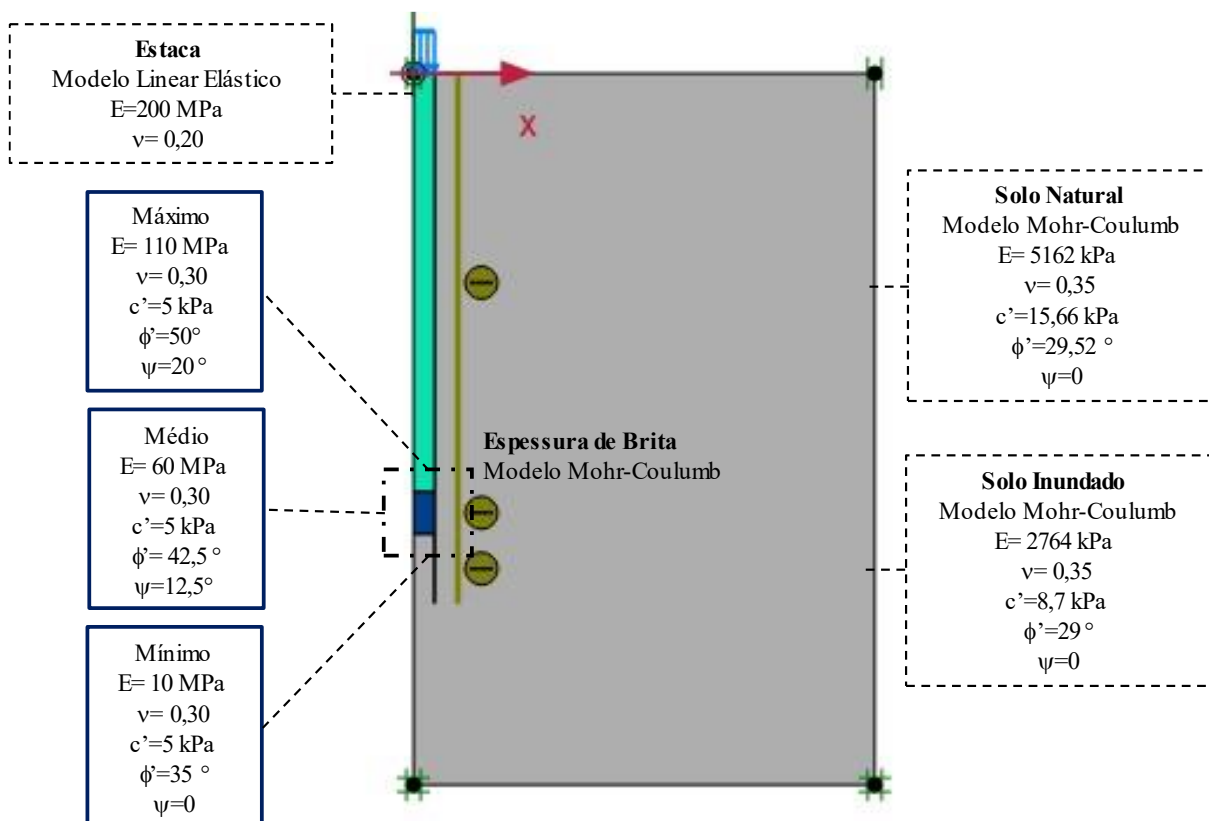 Estaca
Modelo Linear Elástico
E=200 MPa
ν= 0,20
Máximo
E= 110 MPa
ν= 0,30
c’=5 kPa
ϕ’=50°
ψ=20°
Médio
E= 60 MPa
ν= 0,30
c’=5 kPa
ϕ’= 42,5°
ψ=12,5°
Mínimo
E= 10 MPa
ν= 0,30
c’=5 kPa
ϕ’=35 °
ψ=0
X
Espessura de Brita
Modelo Mohr-Coulumb
Solo Natural
Modelo Mohr-Coulumb
E= 5162 kPa
ν= 0,35
c’=15,66 kPa
ϕ’=29,52 °
ψ=0
Solo Inundado
Modelo Mohr-Coulumb
E= 2764 kPa
ν= 0,35
c’=8,7 kPa
ϕ’=29 °
ψ=0